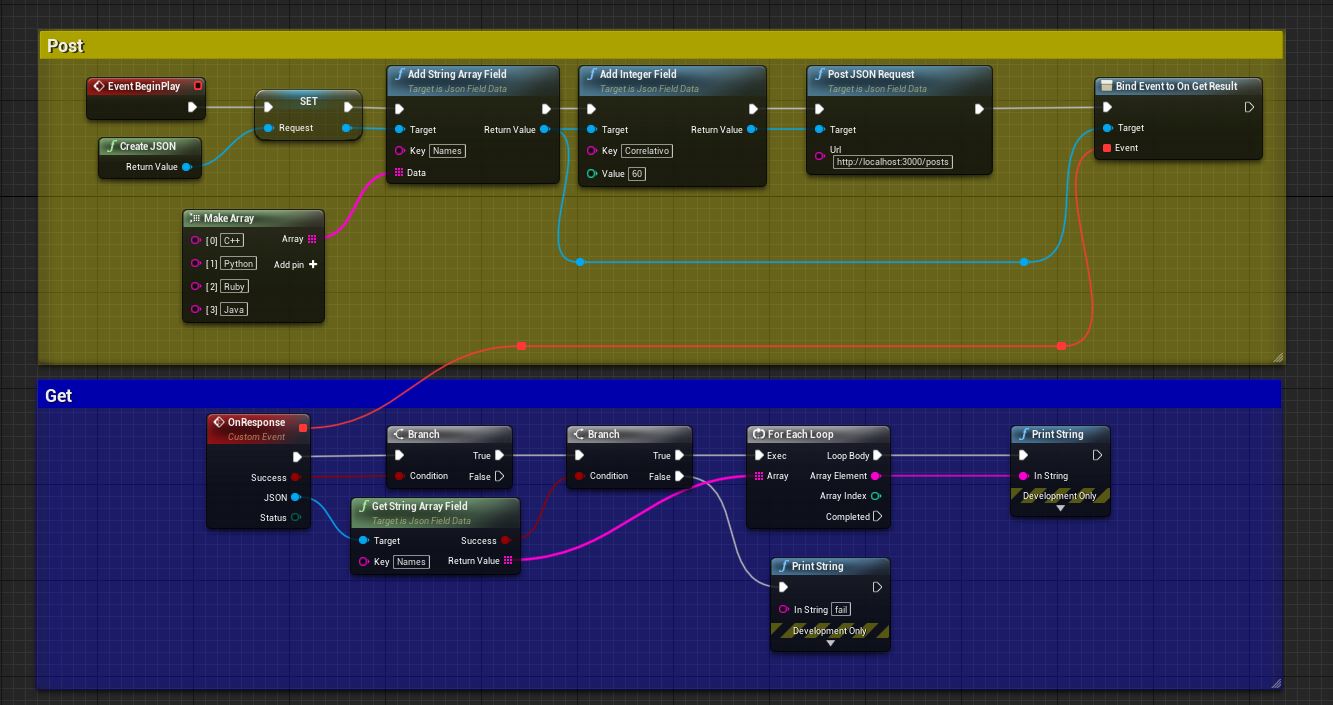 Post
Event BeginPlay
SET
Request
Create JSON
Return Value
Make Array
[0] C++
Array
[1] Python
Add pin
[2] Ruby
[3] Java
Add String Array Field
Target is Json Field Data
Target
Return Value
Key Names
Data
Add Integer Field
Target is Json Field Data
Target
Return Value
Key Correlativo
Value 60
Post JSON Request
Target is Json Field Data
Target
Url
http://localhost:3000/posts
Bind Event to On Get Result
Target
Event
Get
OnResponse
Custom Event
Success
JSON
Status
Branch
True
Condition
False
Get String Array Field
Target is Json Field Data
Target
Success
Key Names
Return Value
Branch
True
Condition
False
For Each Loop
Exec
Loop Body
Array
Array Element
Array Index
Completed
Print String
In String
Development Only
Print String
In String fail
Development Only